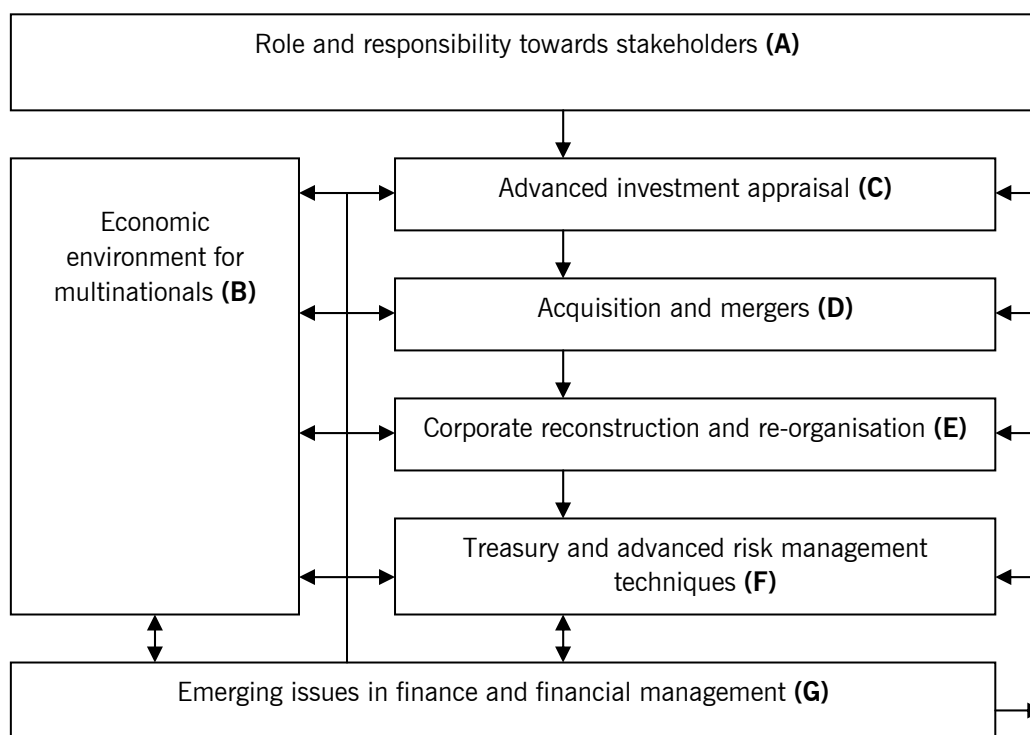 Role and responsibility towards stakeholders (A)
Advanced investment appraisal (C)
Economic
environment for
multinationals (B)
Acquisition and mergers (D)
Corporate reconstruction and re-organisation (E)
Treasury and advanced risk management
techniques (F)
Emerging issues in finance and financial management (G)